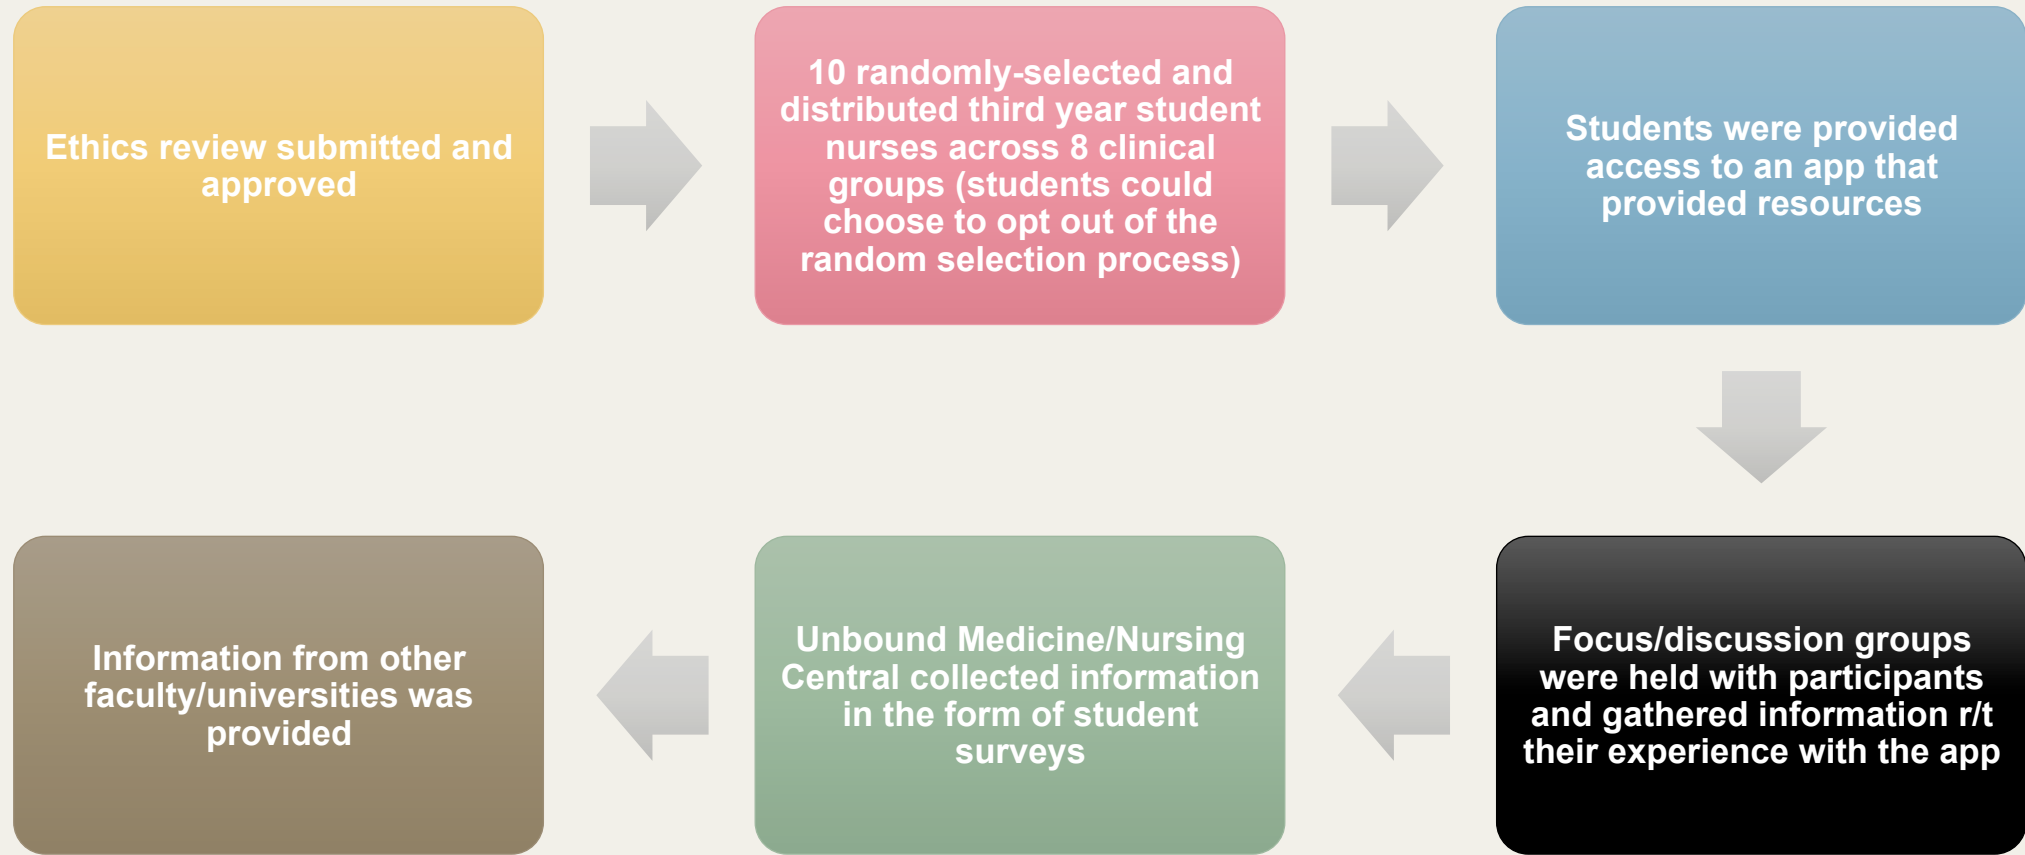 Ethics review submitted and
approved
10 randomly-selected and
distributed third year student
nurses across 8 clinical
groups (students could
choose to opt out of the
random selection process)
Students were provided
access to an app that
provided resources
Focus/discussion groups
were held with participants
and gathered information r/t
their experience with the app
Unbound Medicine/Nursing
Central collected information
in the form of student
surveys
Information from other
faculty/universities was
provided